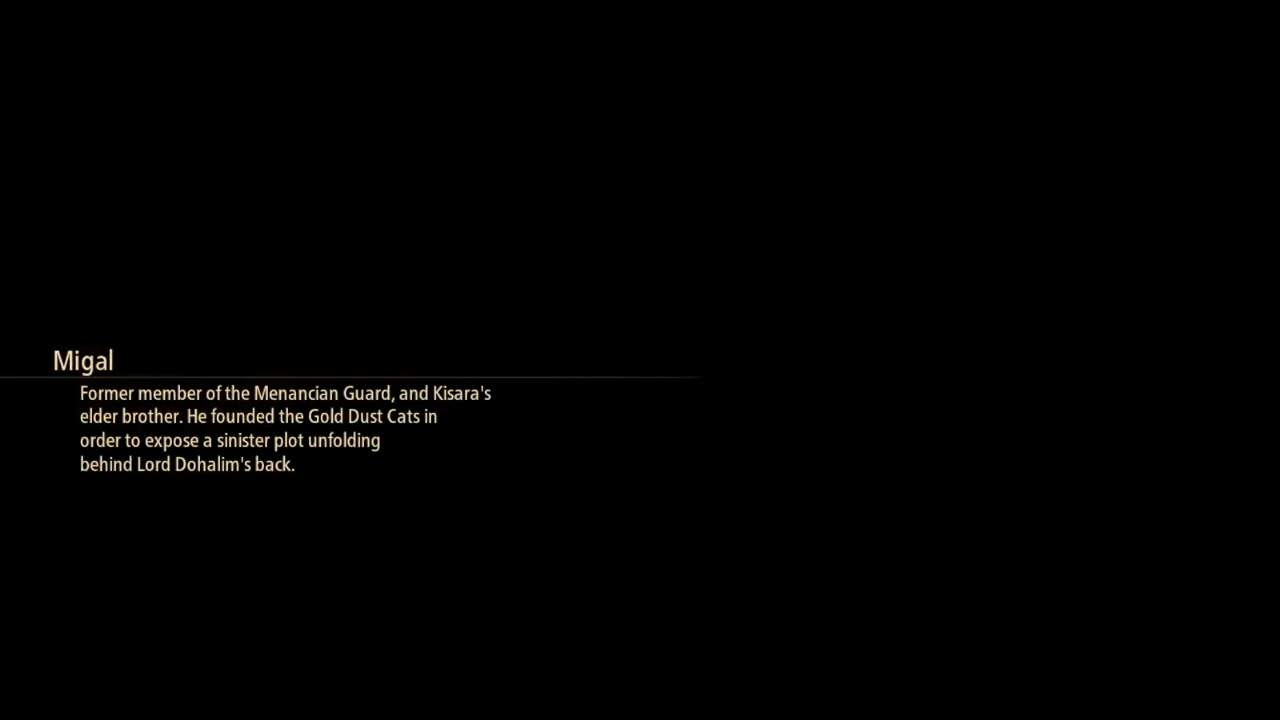 Migal
Former member of the Menancian Guard, and Kisara's
elder brother. He founded the Gold Dust Cats in
order to expose a sinister plot unfolding
behind Lord Dohalim's back.